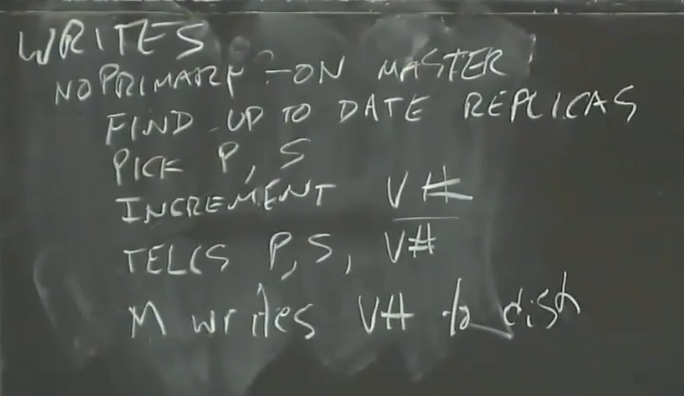 WRITES
NO PRIMARY - ON MASTER
FIND UP TO DATE REPLICAS
PICK P, S
INCREMENT V#
TELLS P, S, V#
M writes V# to disk